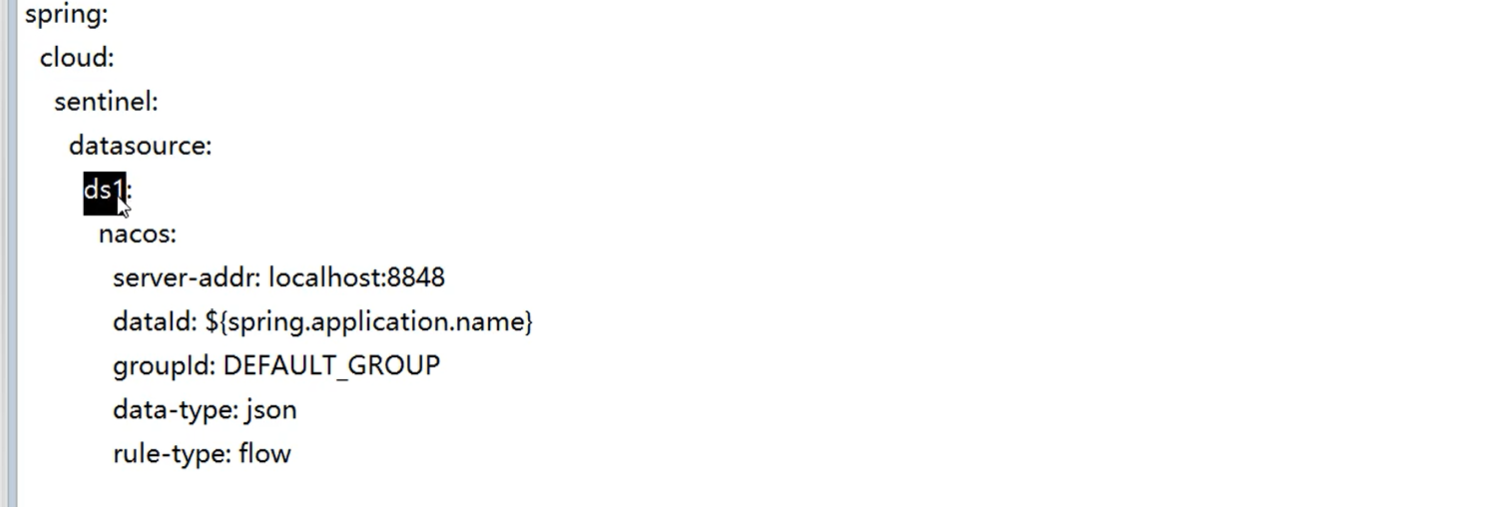 spring:
cloud:
sentinel:
datasource:
ds1:
nacos:
server-addr: localhost:8848
dataId: ${spring.application.name}
groupId: DEFAULT_GROUP
data-type: json
rule-type: flow